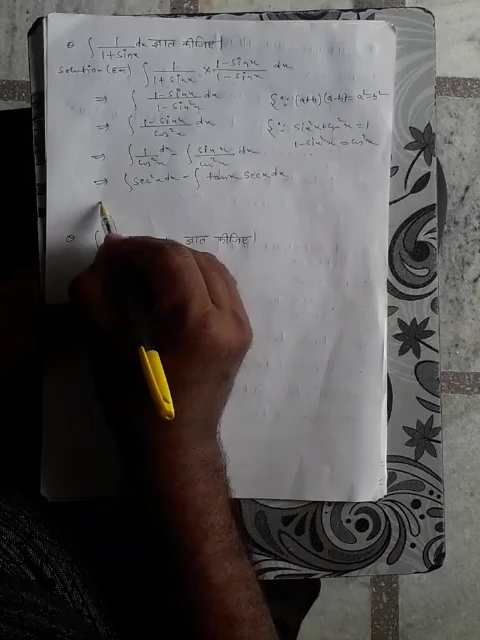 Q ∫ 1/(1+sinx) dx ज्ञात कीजिए।
Solution (हल) ∫ 1/(1+sinx) × (1-sinx)/(1-sinx) dx
⇒ ∫ (1-sinx)/(1-sin²x) dx {∵ (a+b)(a-b)=a²-b²
⇒ ∫ (1-sinx)/cos²x dx {∵ sin²x+cos²x=1
1-sin²x=cos²x
⇒ ∫ 1/cos²x dx - ∫ sinx/cos²x dx
⇒ ∫ sec²x dx - ∫ tanx secx dx
Q ∫ ज्ञात कीजिए।